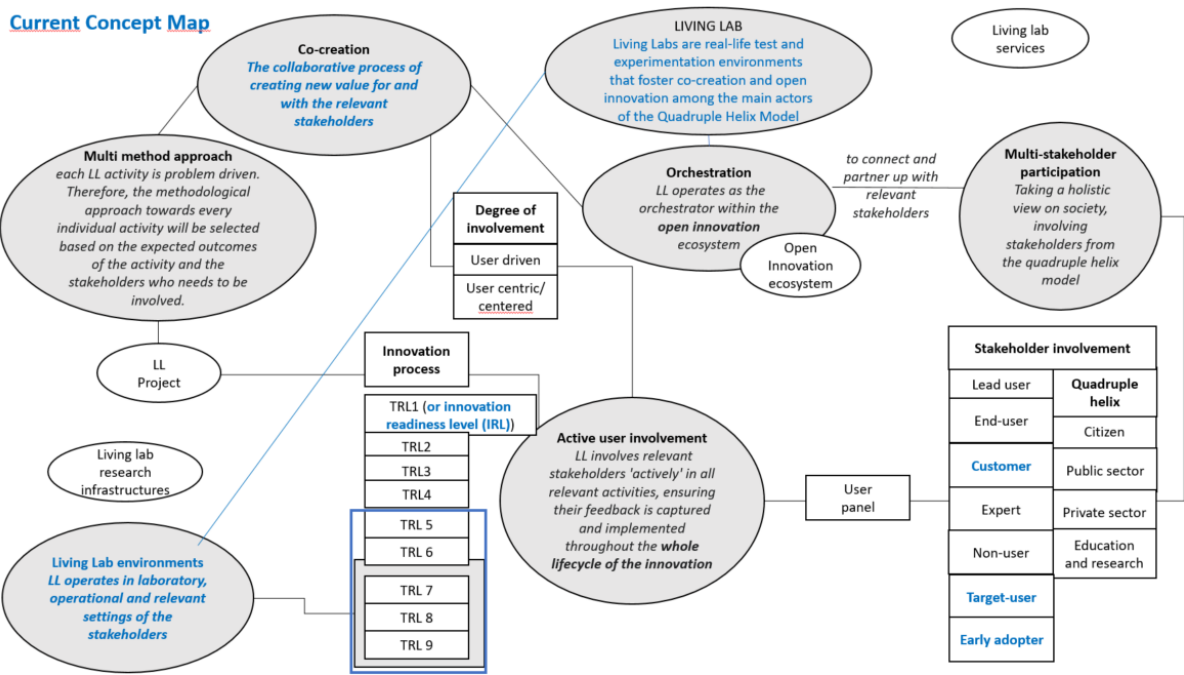 Current Concept Map
Co-creation
The collaborative process of
creating new value for and
with the relevant
stakeholders
LIVING LAB
Living Labs are real-life test and
experimentation environments
that foster co-creation and open
innovation among the main actors
of the Quadruple Helix Model
Living lab
services
Multi method approach
each LL activity is problem driven.
Therefore, the methodological
approach towards every
individual activity will be selected
based on the expected outcomes
of the activity and the
stakeholders who needs to be
involved.
Degree of
involvement
User driven
User centric/
centered
Orchestration
LL operates as the
orchestrator within the
open innovation
ecosystem
Open
Innovation
ecosystem
to connect and
partner up with
relevant
stakeholders
Multi-stakeholder
participation
Taking a holistic
view on society,
involving
stakeholders from
the quadruple helix
model
LL
Project
Innovation
process
TRL1 (or innovation
readiness level (IRL))
TRL2
TRL3
TRL4
TRL 5
TRL 6
TRL 7
TRL 8
TRL 9
Living lab
research
infrastructures
Living Lab environments
LL operates in laboratory,
operational and relevant
settings of the
stakeholders
Active user involvement
LL involves relevant
stakeholders 'actively' in all
relevant activities, ensuring
their feedback is captured
and implemented
throughout the whole
lifecycle of the innovation
User
panel
Stakeholder involvement
Lead user
End-user
Customer
Expert
Non-user
Target-user
Early adopter
Quadruple
helix
Citizen
Public sector
Private sector
Education
and research